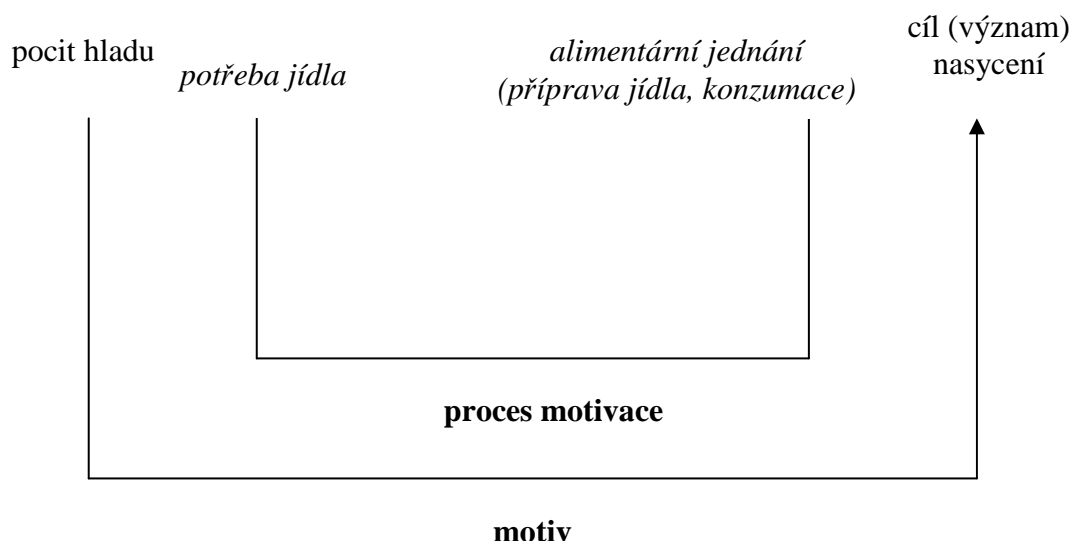 pocit hladu
potřeba jídla
alimentární jednání
(příprava jídla, konzumace)
cíl (význam)
nasycení
proces motivace
motiv